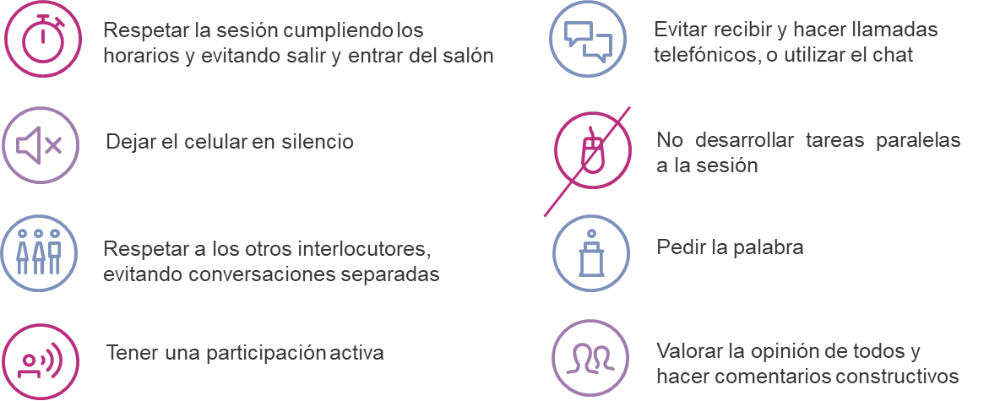 Respetar la sesión cumpliendo los
horarios y evitando salir y entrar del salón
Dejar el celular en silencio
Respetar a los otros interlocutores,
evitando conversaciones separadas
Tener una participación activa
Evitar recibir y hacer llamadas
telefónicos, o utilizar el chat
No desarrollar tareas paralelas
a la sesión
Pedir la palabra
Valorar la opinión de todos y
hacer comentarios constructivos